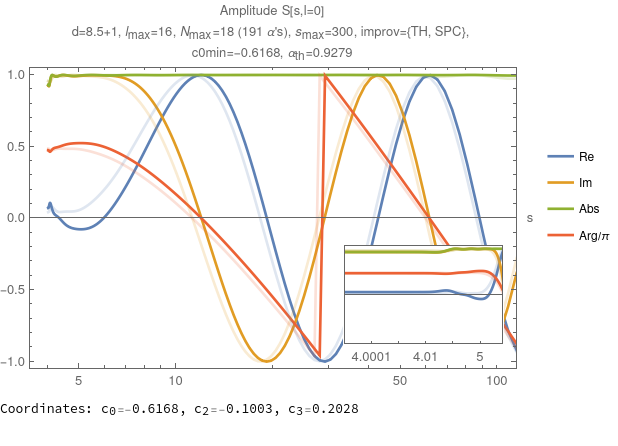 Amplitude S[s,l=0]
d=8.5+1, lmax=16, Nmax=18 (191 α's), smax=300, improv={TH, SPC},
c0min=-0.6168, αth=0.9279
1.0
0.5
0.0
-0.5
-1.0
5
10
50
100
s
4.0001
4.01
5
Re
Im
Abs
Arg/π
Coordinates: c0=-0.6168, c2=-0.1003, c3=0.2028